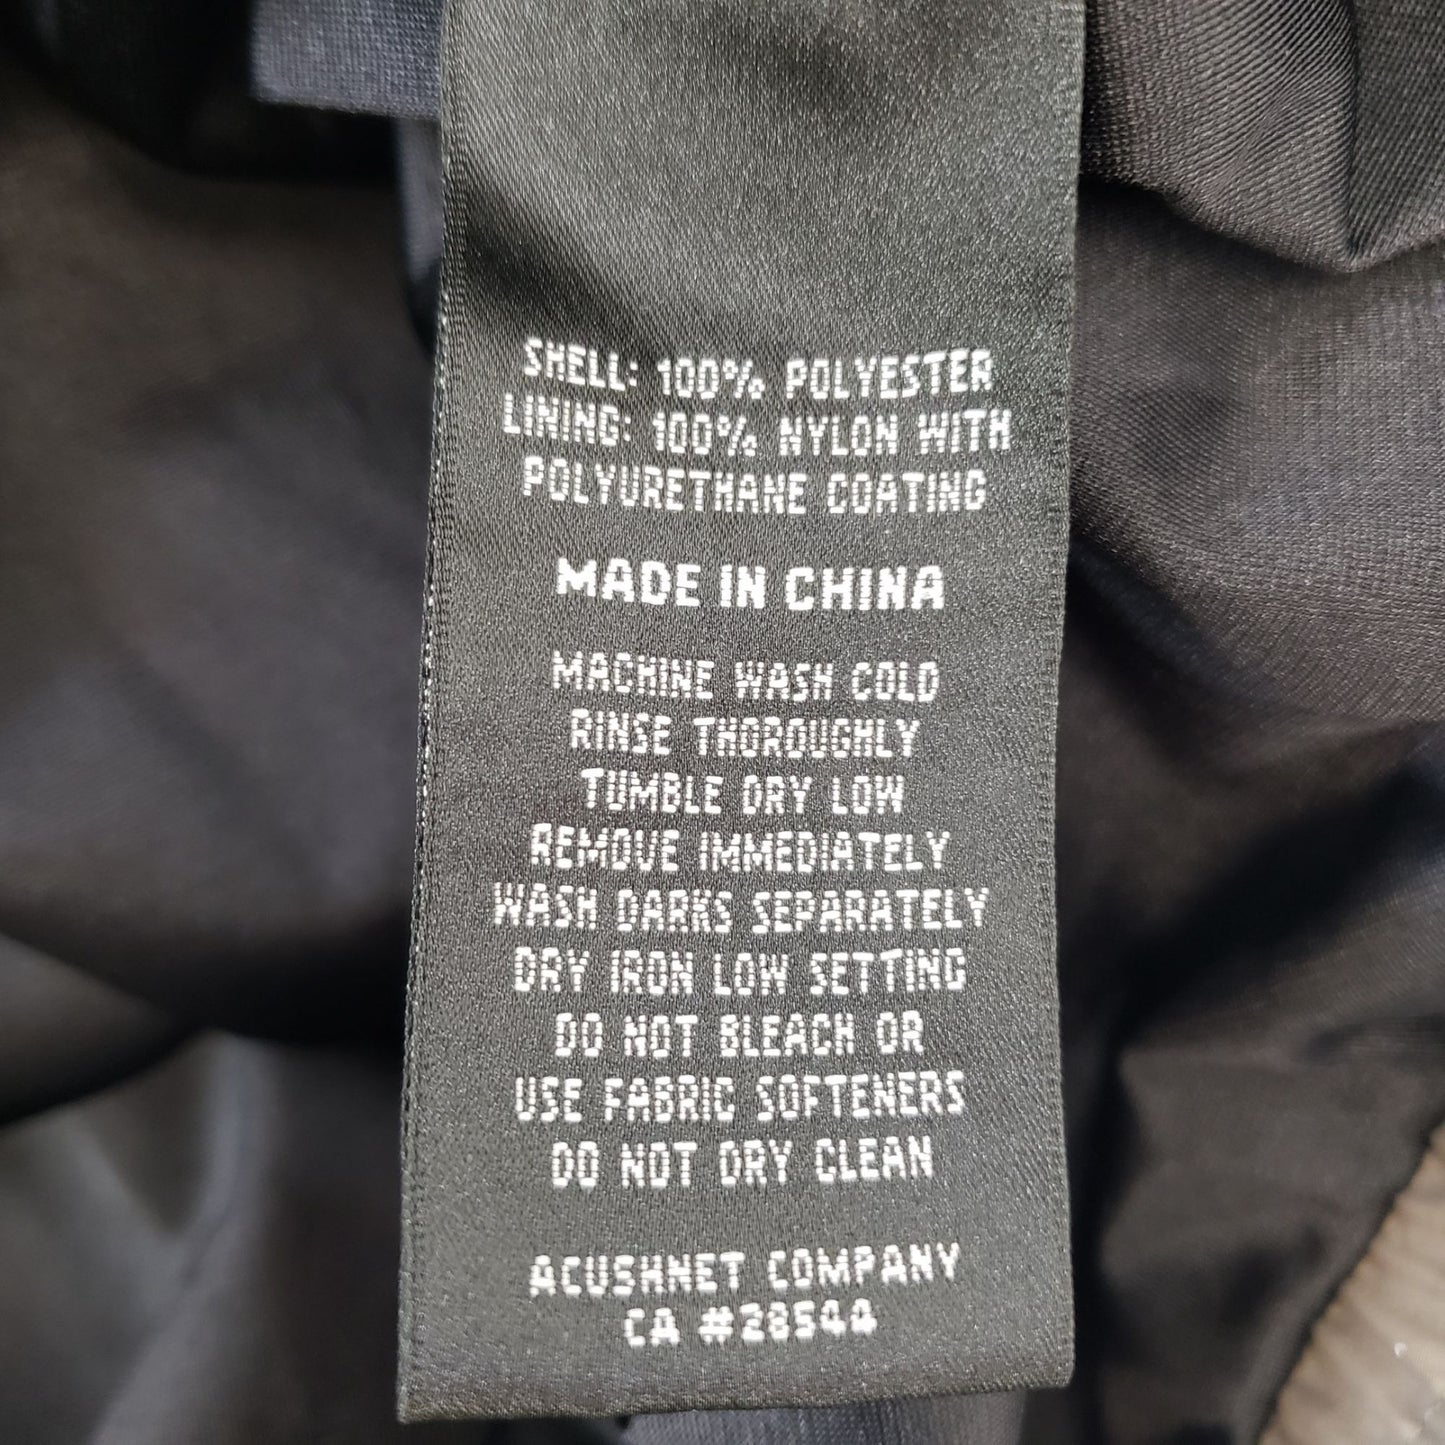 SHELL: 100% POLYESTER
LINING: 100% NYLON WITH
POLYURETHANE COATING
MADE IN CHINA
MACHINE WASH COLD
RINSE THOROUGHLY
TUMBLE DRY LOW
REMOVE IMMEDIATELY
WASH DARKS SEPARATELY
DRY IRON LOW SETTING
DO NOT BLEACH OR
USE FABRIC SOFTENERS
DO NOT DRY CLEAN
ACUSHNET COMPANY
CA #28544